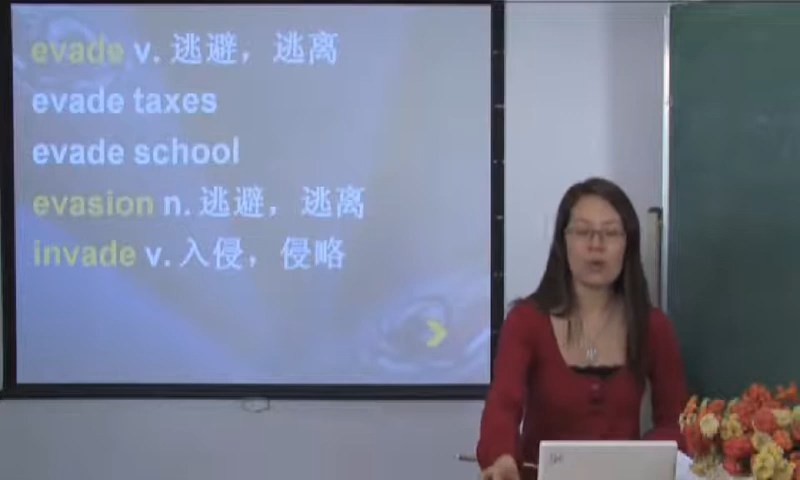 evade v. 逃避，逃离
evade taxes
evade school
evasion n. 逃避，逃离
invade v. 入侵，侵略